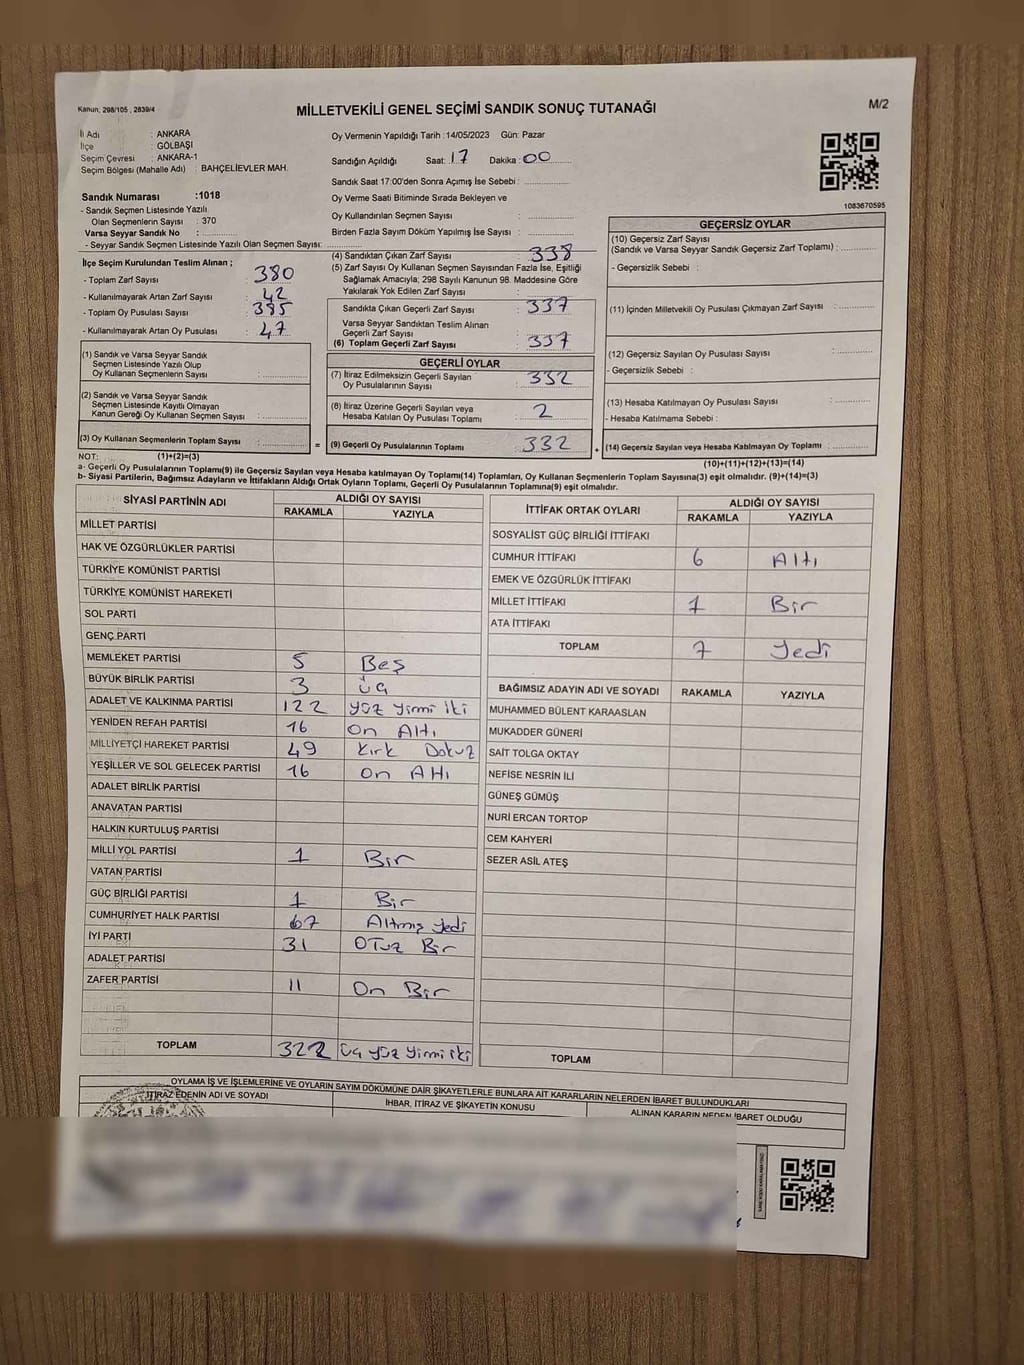 Kanun; 298/105 , 2839/4
MİLLETVEKİLİ GENEL SEÇİMİ SANDIK SONUÇ TUTANAĞI
M/2
İl Adı : ANKARA
İlçe : GÖLBAŞI
Seçim Çevresi : ANKARA-1
Seçim Bölgesi (Mahalle Adı) : BAHÇELİEVLER MAH.
Sandık Numarası :1018
- Sandık Seçmen Listesinde Yazılı
Olan Seçmenlerin Sayısı : 370
Varsa Seyyar Sandık No :
- Seyyar Sandık Seçmen Listesinde Yazılı Olan Seçmen Sayısı:
Oy Vermenin Yapıldığı Tarih :14/05/2023 Gün: Pazar
Sandığın Açıldığı Saat: 17 Dakika : 00
Sandık Saat 17:00'den Sonra Açımış İse Sebebi :
Oy Verme Saati Bitiminde Sırada Bekleyen ve
Oy Kullandırılan Seçmen Sayısı :
Birden Fazla Sayım Döküm Yapılmış İse Sayısı :
1083670595
İlçe Seçim Kurulundan Teslim Alınan ;
- Toplam Zarf Sayısı : 380
- Kullanılmayarak Artan Zarf Sayısı : 42
- Toplam Oy Pusulası Sayısı : 385
- Kullanılmayarak Artan Oy Pusulası : 47
(1) Sandık ve Varsa Seyyar Sandık
Seçmen Listesinde Yazılı Olup
Oy Kullanan Seçmenlerin Sayısı :
(2) Sandık ve Varsa Seyyar Sandık
Seçmen Listesinde Kayıtlı Olmayan
Kanun Gereği Oy Kullanan Seçmen Sayısı :
(3) Oy Kullanan Seçmenlerin Toplam Sayısı :
(4) Sandıktan Çıkan Zarf Sayısı : 338
(5) Zarf Sayısı Oy Kullanan Seçmen Sayısından Fazla İse, Eşitliği
Sağlamak Amacıyla; 298 Sayılı Kanunun 98. Maddesine Göre
Yakılarak Yok Edilen Zarf Sayısı :
Sandıkta Çıkan Geçerli Zarf Sayısı : 337
Varsa Seyyar Sandıktan Teslim Alınan
Geçerli Zarf Sayısı :
(6) Toplam Geçerli Zarf Sayısı : 337
GEÇERLİ OYLAR
(7) İtiraz Edilmeksizin Geçerli Sayılan
Oy Pusulalarının Sayısı : 332
(8) İtiraz Üzerine Geçerli Sayılan veya
Hesaba Katılan Oy Pusulası Toplamı : 2
= (9) Geçerli Oy Pusulalarının Toplamı : 332 +
GEÇERSİZ OYLAR
(10) Geçersiz Zarf Sayısı
(Sandık ve Varsa Seyyar Sandık Geçersiz Zarf Toplamı) :
- Geçersizlik Sebebi :
(11) İçinden Milletvekili Oy Pusulası Çıkmayan Zarf Sayısı :
(12) Geçersiz Sayılan Oy Pusulası Sayısı :
- Geçersizlik Sebebi :
(13) Hesaba Katılmayan Oy Pusulası Sayısı :
- Hesaba Katılmama Sebebi :
(14) Geçersiz Sayılan veya Hesaba Katılmayan Oy Toplamı :
NOT: (1)+(2)=(3)
(10)+(11)+(12)+(13)=(14)
a- Geçerli Oy Pusulalarının Toplamı(9) ile Geçersiz Sayılan veya Hesaba katılmayan Oy Toplamı(14) Toplamları, Oy Kullanan Seçmenlerin Toplam Sayısına(3) eşit olmalıdır. (9)+(14)=(3)
b- Siyasi Partilerin, Bağımsız Adayların ve İttifakların Aldığı Ortak Oyların Toplamı, Geçerli Oy Pusulalarının Toplamına(9) eşit olmalıdır.
SİYASİ PARTİNİN ADI ALDIĞI OY SAYISI
RAKAMLA YAZIYLA
MİLLET PARTİSİ
HAK VE ÖZGÜRLÜKLER PARTİSİ
TÜRKİYE KOMÜNİST PARTİSİ
TÜRKİYE KOMÜNİST HAREKETİ
SOL PARTİ
GENÇ PARTİ
MEMLEKET PARTİSİ 5 Beş
BÜYÜK BİRLİK PARTİSİ 3 Üç
ADALET VE KALKINMA PARTİSİ 122 Yüz Yirmi İki
YENİDEN REFAH PARTİSİ 16 On Altı
MİLLİYETÇİ HAREKET PARTİSİ 49 Kırk Dokuz
YEŞİLLER VE SOL GELECEK PARTİSİ 16 On Altı
ADALET BİRLİK PARTİSİ
ANAVATAN PARTİSİ
HALKIN KURTULUŞ PARTİSİ
MİLLİ YOL PARTİSİ 1 Bir
VATAN PARTİSİ
GÜÇ BİRLİĞİ PARTİSİ 1 Bir
CUMHURİYET HALK PARTİSİ 67 Altmış Yedi
İYİ PARTİ 31 Otuz Bir
ADALET PARTİSİ
ZAFER PARTİSİ 11 On Bir
TOPLAM 322 Üç Yüz Yirmi İki
İTTİFAK ORTAK OYLARI ALDIĞI OY SAYISI
RAKAMLA YAZIYLA
SOSYALİST GÜÇ BİRLİĞİ İTTİFAKI
CUMHUR İTTİFAKI 6 Altı
EMEK VE ÖZGÜRLÜK İTTİFAKI
MİLLET İTTİFAKI 1 Bir
ATA İTTİFAKI
TOPLAM 7 Yedi
BAĞIMSIZ ADAYIN ADI VE SOYADI RAKAMLA YAZIYLA
MUHAMMED BÜLENT KARAASLAN
MUKADDER GÜNERİ
SAİT TOLGA OKTAY
NEFİSE NESRİN İLİ
GÜNEŞ GÜMÜŞ
NURİ ERCAN TORTOP
CEM KAHYERİ
SEZER ASİL ATEŞ
TOPLAM
OYLAMA İŞ VE İŞLEMLERİNE VE OYLARIN SAYIM DÖKÜMÜNE DAİR ŞİKAYETLERLE BUNLARA AİT KARARLARIN NELERDEN İBARET BULUNDUKLARI
İTİRAZ EDENİN ADI VE SOYADI İHBAR, İTİRAZ VE ŞİKAYETİN KONUSU ALINAN KARARIN NEDEN İBARET OLDUĞU